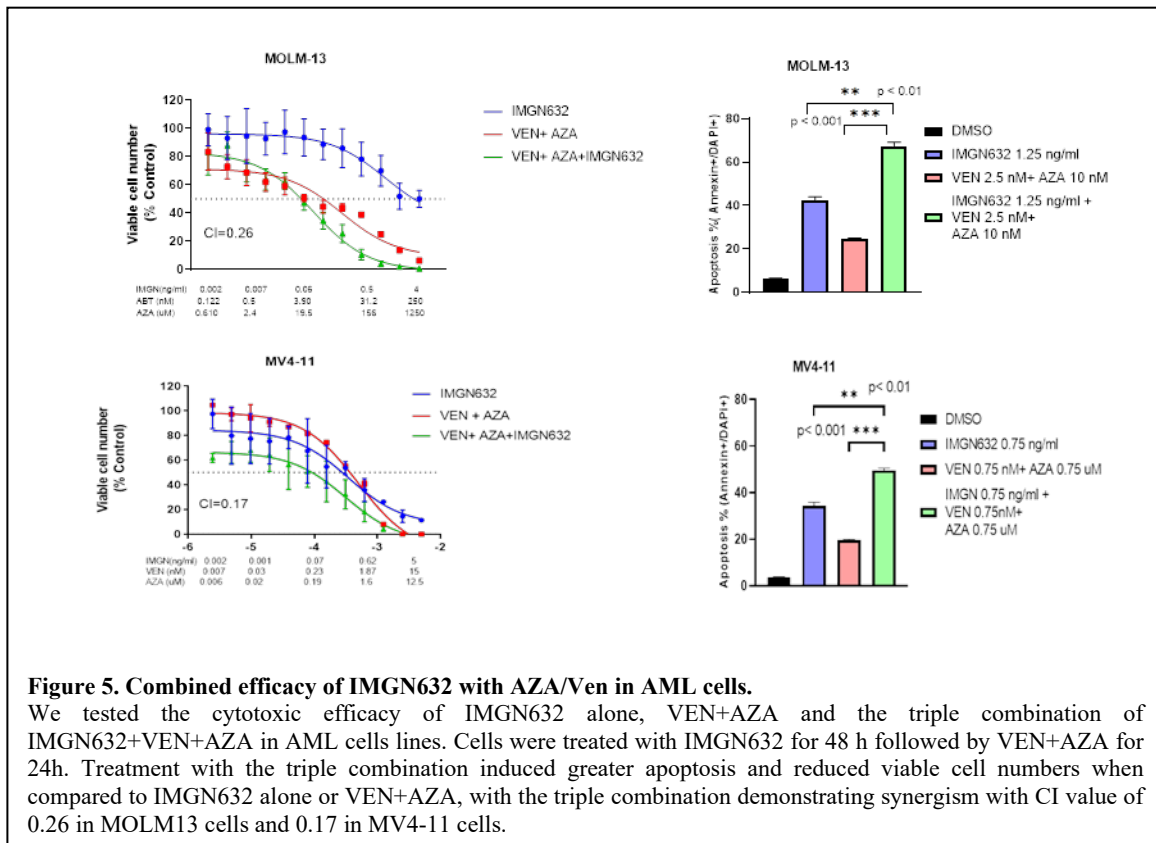 MOLM-13
120
100
80
60
40
20
0
Viable cell number
(% Control)
CI=0.26
IMGN632
VEN+ AZA
VEN+ AZA+IMGN632
IMGN(ng/ml) 0.002 0.007 0.05 0.5 4
ABT (nM) 0.122 0.5 3.90 31.2 250
AZA (uM) 0.610 2.4 19.5 156 1250
MOLM-13
** p < 0.01
p < 0.001 ***
80
60
40
20
0
Apoptosis %( Annexin+/DAPI+)
DMSO
IMGN632 1.25 ng/ml
VEN 2.5 nM+ AZA 10 nM
IMGN632 1.25 ng/ml +
VEN 2.5 nM+
AZA 10 nM
MV4-11
120
100
80
60
40
20
0
Viable cell number
(% Control)
CI=0.17
-6 -5 -4 -3 -2
IMGN632
VEN + AZA
VEN+ AZA+IMGN632
IMGN(ng/ml) 0.002 0.001 0.07 0.62 5
VEN (nM) 0.007 0.03 0.23 1.87 15
AZA (uM) 0.006 0.02 0.19 1.6 12.5
MV4-11
** p< 0.01
p< 0.001 ***
80
60
40
20
0
Apoptosis % (Annexin+/DAPI+)
DMSO
IMGN632 0.75 ng/ml
VEN 0.75 nM+ AZA 0.75 uM
IMGN 0.75 ng/ml +
VEN 0.75nM+
AZA 0.75 uM
Figure 5. Combined efficacy of IMGN632 with AZA/Ven in AML cells.
We tested the cytotoxic efficacy of IMGN632 alone, VEN+AZA and the triple combination of
IMGN632+VEN+AZA in AML cells lines. Cells were treated with IMGN632 for 48 h followed by VEN+AZA for
24h. Treatment with the triple combination induced greater apoptosis and reduced viable cell numbers when
compared to IMGN632 alone or VEN+AZA, with the triple combination demonstrating synergism with CI value of
0.26 in MOLM13 cells and 0.17 in MV4-11 cells.